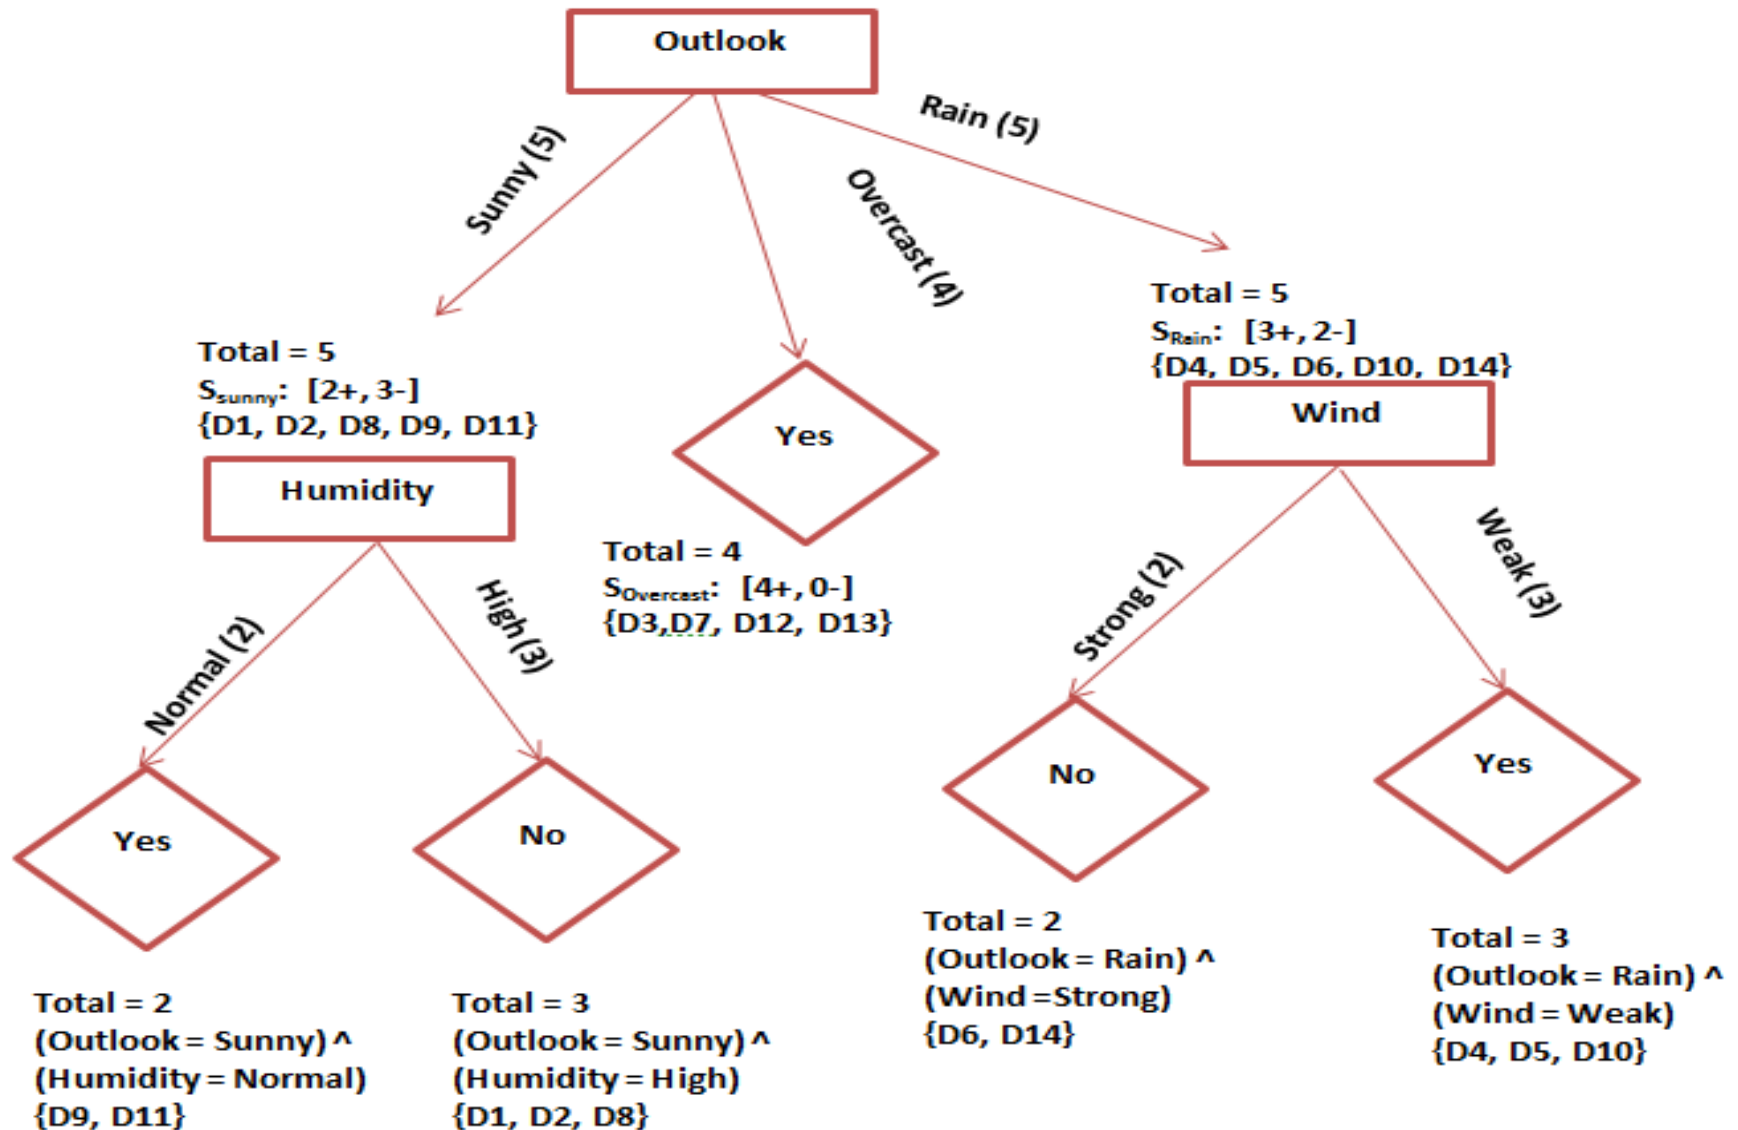 Outlook
Sunny (5)
Overcast (4)
Rain (5)
Total = 5
Ssunny: [2+, 3-]
{D1, D2, D8, D9, D11}
Humidity
Yes
Total = 4
SOvercast: [4+, 0-]
{D3,D7, D12, D13}
Total = 5
SRain: [3+, 2-]
{D4, D5, D6, D10, D14}
Wind
Normal (2)
High (3)
Strong (2)
Weak (3)
Yes
Total = 2
(Outlook = Sunny) ^
(Humidity = Normal)
{D9, D11}
No
Total = 3
(Outlook = Sunny) ^
(Humidity = High)
{D1, D2, D8}
No
Total = 2
(Outlook = Rain) ^
(Wind =Strong)
{D6, D14}
Yes
Total = 3
(Outlook = Rain) ^
(Wind = Weak)
{D4, D5, D10}